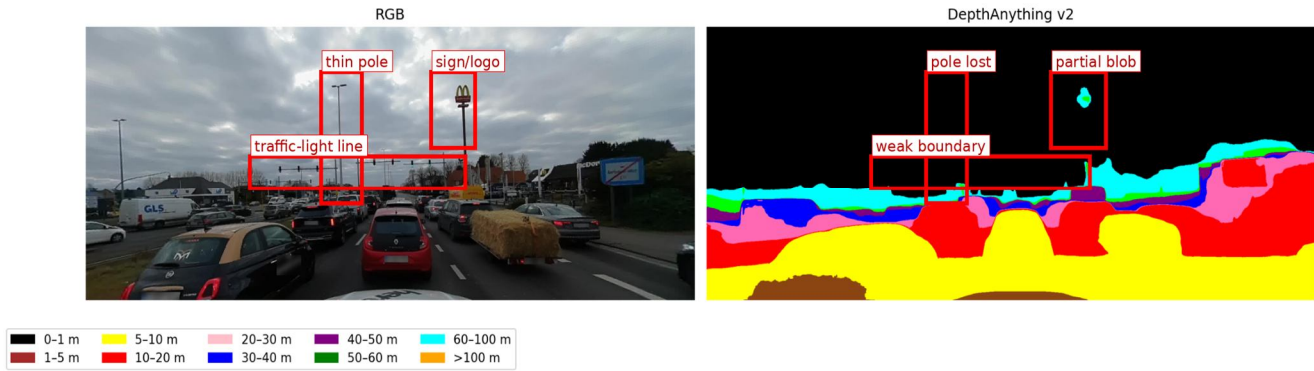 RGB
DepthAnything v2
thin pole
sign/logo
pole lost
partial blob
traffic-light line
weak boundary
GLS
0–1 m
5–10 m
20–30 m
40–50 m
60–100 m
1–5 m
10–20 m
30–40 m
50–60 m
>100 m